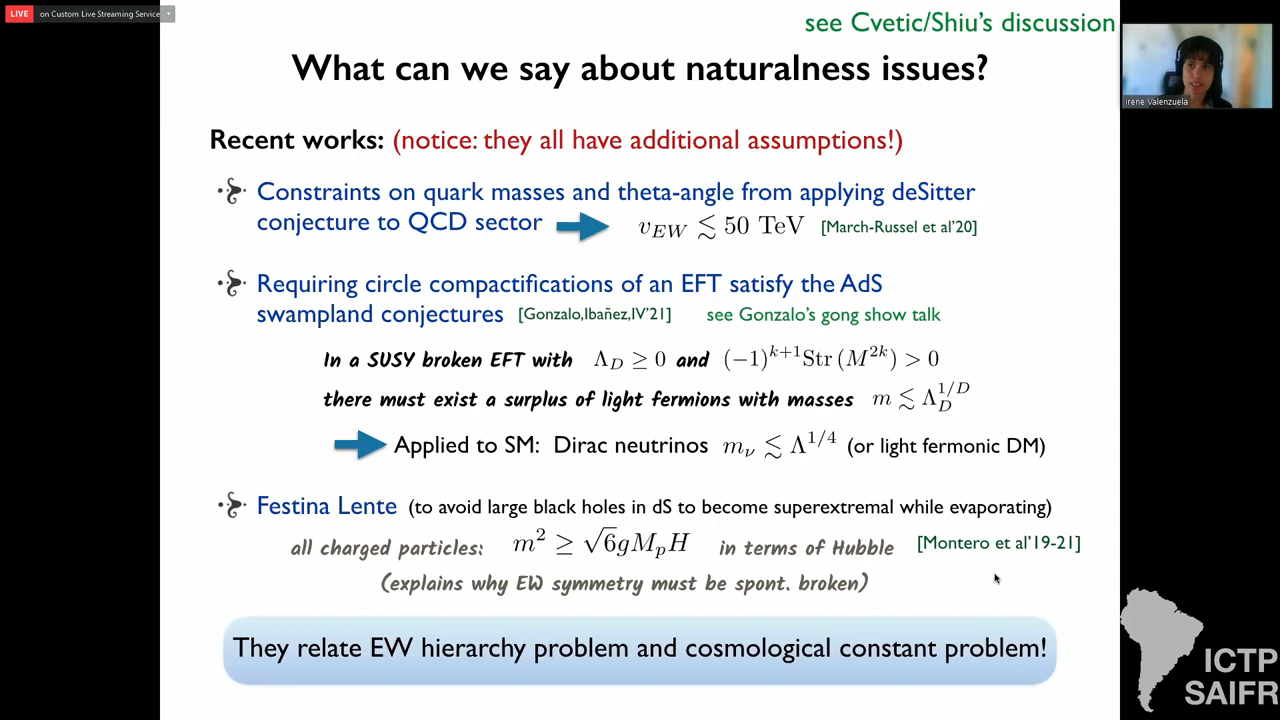 LIVE on Custom Live Streaming Service
see Cvetic/Shiu's discussion
What can we say about naturalness issues?
Irene Valenzuela
Recent works: (notice: they all have additional assumptions!)
Constraints on quark masses and theta-angle from applying deSitter
conjecture to QCD sector v_{EW} ≲ 50 TeV [March-Russel et al'20]
Requiring circle compactifications of an EFT satisfy the AdS
swampland conjectures [Gonzalo,Ibañez,IV'21] see Gonzalo's gong show talk
In a SUSY broken EFT with Λ_D ≥ 0 and (−1)^{k+1}Str (M^{2k}) > 0
there must exist a surplus of light fermions with masses m ≲ Λ_D^{1/D}
Applied to SM: Dirac neutrinos m_ν ≲ Λ^{1/4} (or light fermonic DM)
Festina Lente (to avoid large black holes in dS to become superextremal while evaporating)
all charged particles: m² ≥ √6gM_pH in terms of Hubble [Montero et al'19-21]
(explains why EW symmetry must be spont. broken)
They relate EW hierarchy problem and cosmological constant problem!
ICTP
SAIFR